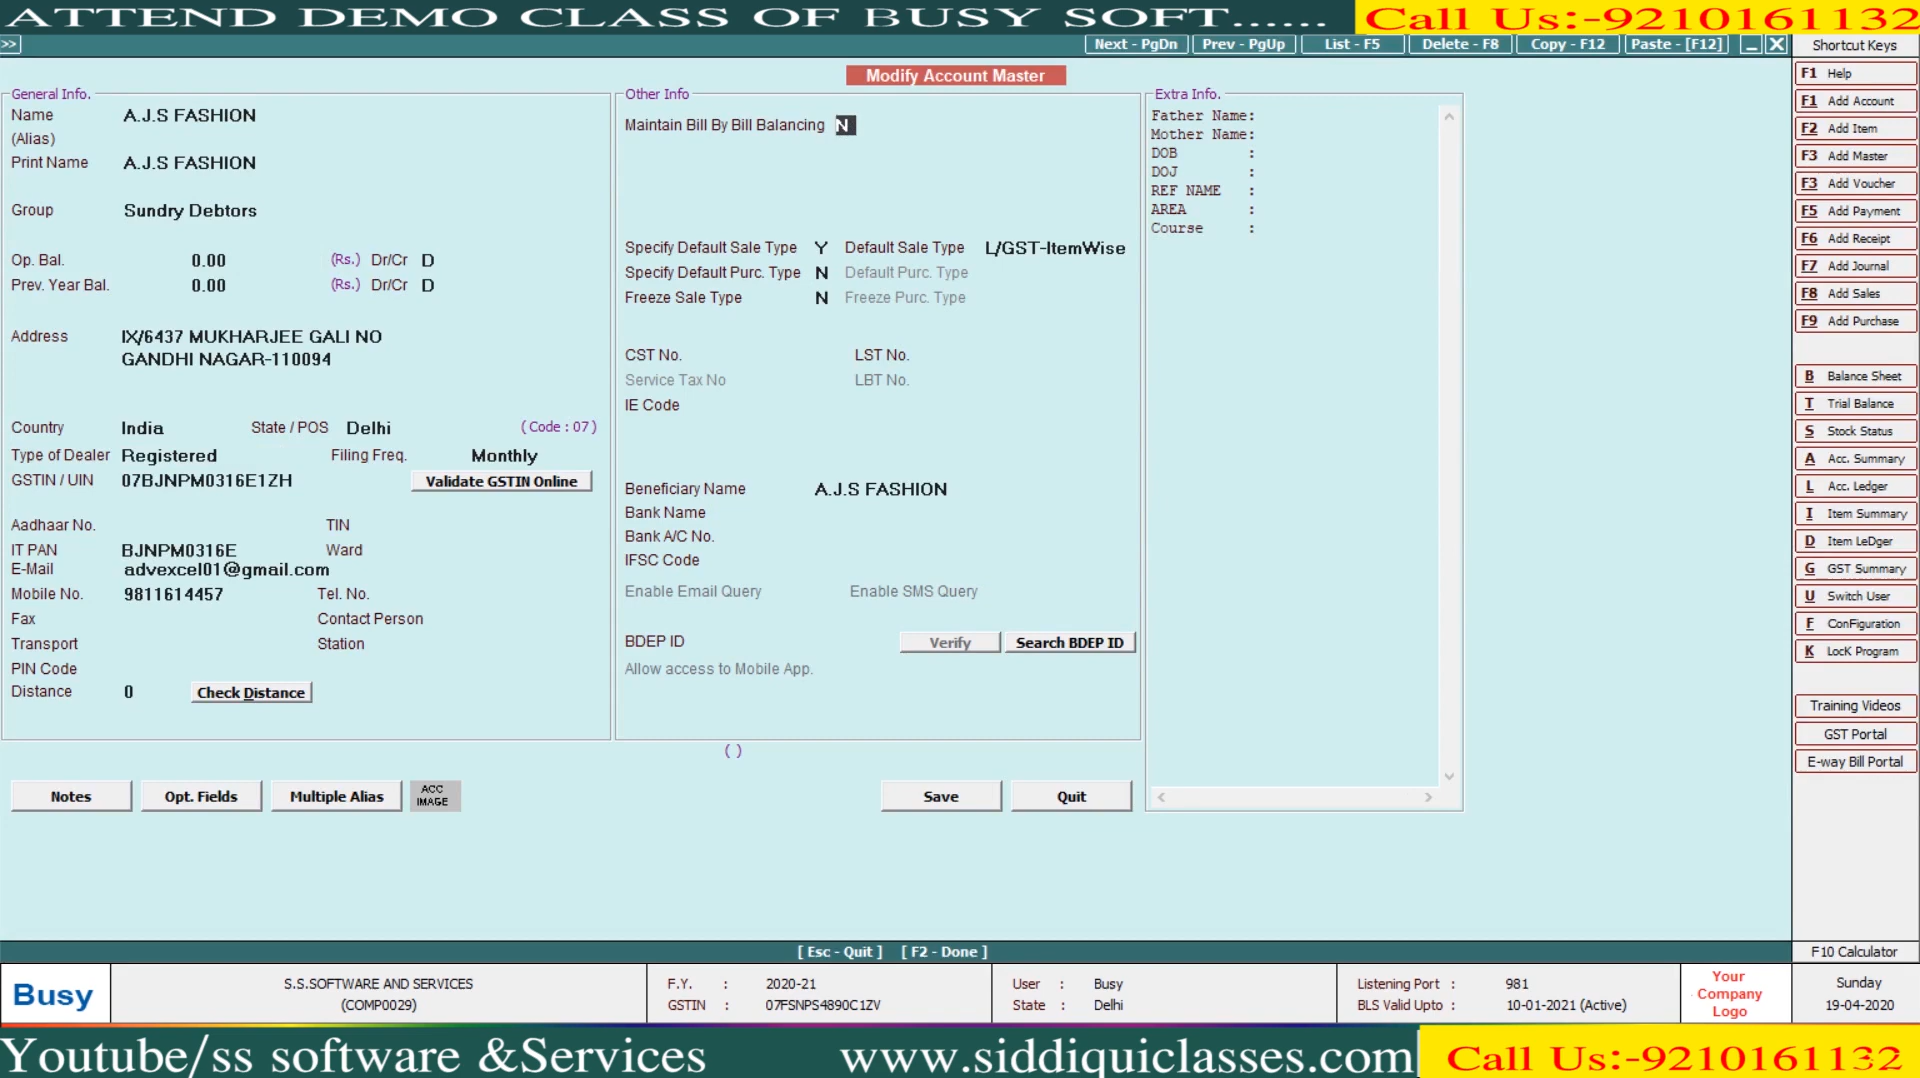 ATTEND DEMO CLASS OF BUSY SOFT......
Call Us:-9210161132
>> Next - PgDn Prev - PgUp List - F5 Delete - F8 Copy - F12 Paste - [F12] _ X
Shortcut Keys
Modify Account Master
General Info.
Name A.J.S FASHION
(Alias)
Print Name A.J.S FASHION
Group Sundry Debtors
Op. Bal. 0.00 (Rs.) Dr/Cr D
Prev. Year Bal. 0.00 (Rs.) Dr/Cr D
Address IX/6437 MUKHARJEE GALI NO
GANDHI NAGAR-110094
Country India State / POS Delhi ( Code : 07 )
Type of Dealer Registered Filing Freq. Monthly
GSTIN / UIN 07BJNPM0316E1ZH Validate GSTIN Online
Aadhaar No. TIN
IT PAN BJNPM0316E Ward
E-Mail advexcel01@gmail.com
Mobile No. 9811614457 Tel. No.
Fax Contact Person
Transport Station
PIN Code
Distance 0 Check Distance
Other Info
Maintain Bill By Bill Balancing N
Specify Default Sale Type Y Default Sale Type L/GST-ItemWise
Specify Default Purc. Type N Default Purc. Type
Freeze Sale Type N Freeze Purc. Type
CST No. LST No.
Service Tax No LBT No.
IE Code
Beneficiary Name A.J.S FASHION
Bank Name
Bank A/C No.
IFSC Code
Enable Email Query Enable SMS Query
BDEP ID Verify Search BDEP ID
Allow access to Mobile App.
( )
Extra Info.
Father Name:
Mother Name:
DOB :
DOJ :
REF NAME :
AREA :
Course :
Notes Opt. Fields Multiple Alias ACC IMAGE Save Quit
F1 Help
F1 Add Account
F2 Add Item
F3 Add Master
F3 Add Voucher
F5 Add Payment
F6 Add Receipt
F7 Add Journal
F8 Add Sales
F9 Add Purchase
B Balance Sheet
T Trial Balance
S Stock Status
A Acc. Summary
L Acc. Ledger
I Item Summary
D Item LeDger
G GST Summary
U Switch User
F ConFiguration
K LocK Program
Training Videos
GST Portal
E-way Bill Portal
[ Esc - Quit ] [ F2 - Done ]
F10 Calculator
Busy
S.S.SOFTWARE AND SERVICES
(COMP0029)
F.Y. : 2020-21
GSTIN : 07FSNPS4890C1ZV
User : Busy
State : Delhi
Listening Port : 981
BLS Valid Upto : 10-01-2021 (Active)
Your
Company
Logo
Sunday
19-04-2020
Youtube/ss software &Services www.siddiquiclasses.com
Call Us:-9210161132